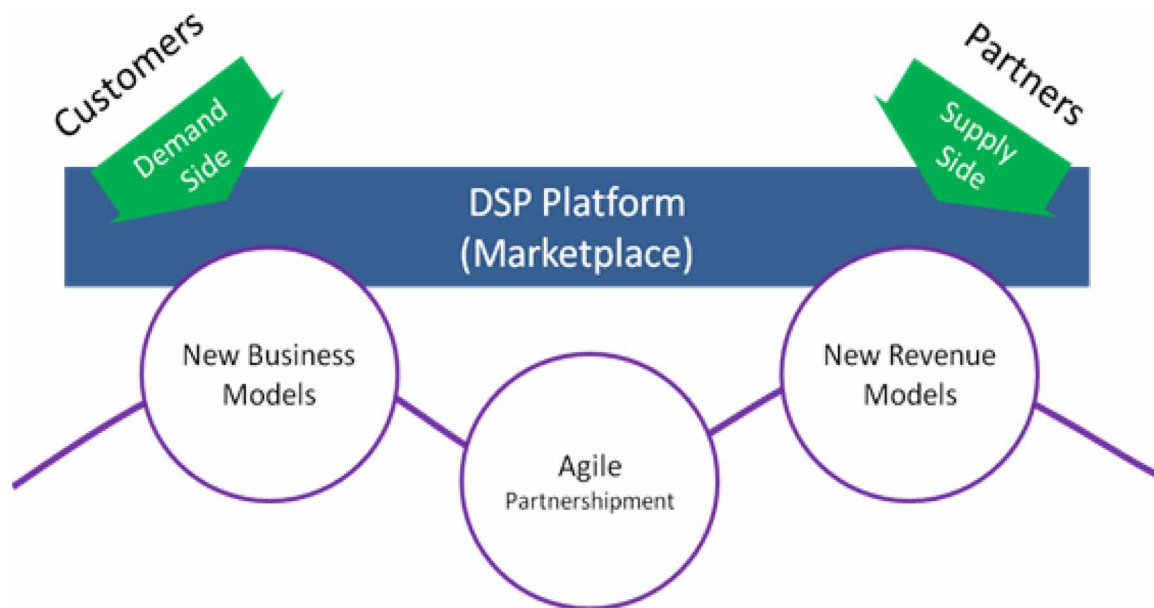 Customers
Demand
Side
Partners
Supply
Side
DSP Platform
(Marketplace)
New Business
Models
Agile
Partnershipment
New Revenue
Models